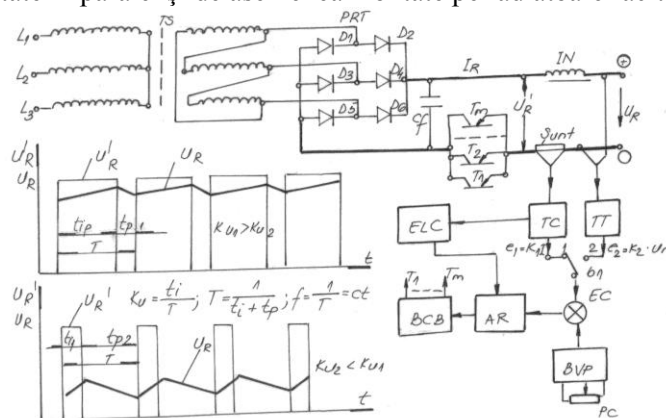 TS
PRT
L1
L2
L3
D1
D2
D3
D4
D5
D6
Cf
IR
IN
⊕
U'R
UR
Tm
T2
T1
Șunt
⊖
U'R
UR
U'R
UR
tip
tp1
T
KU1>KU2
t
ELC
TC
TT
e1=K1I
1
2
e2=K2·U1
b1
EC
UR'
UR
UR'
KU = ti/T ; T = 1/(ti+tp) ; f = 1/T = ct
T1
Tm
BCB
AR
tp2
T
UR
KU2<KU1
t
BVP
PC